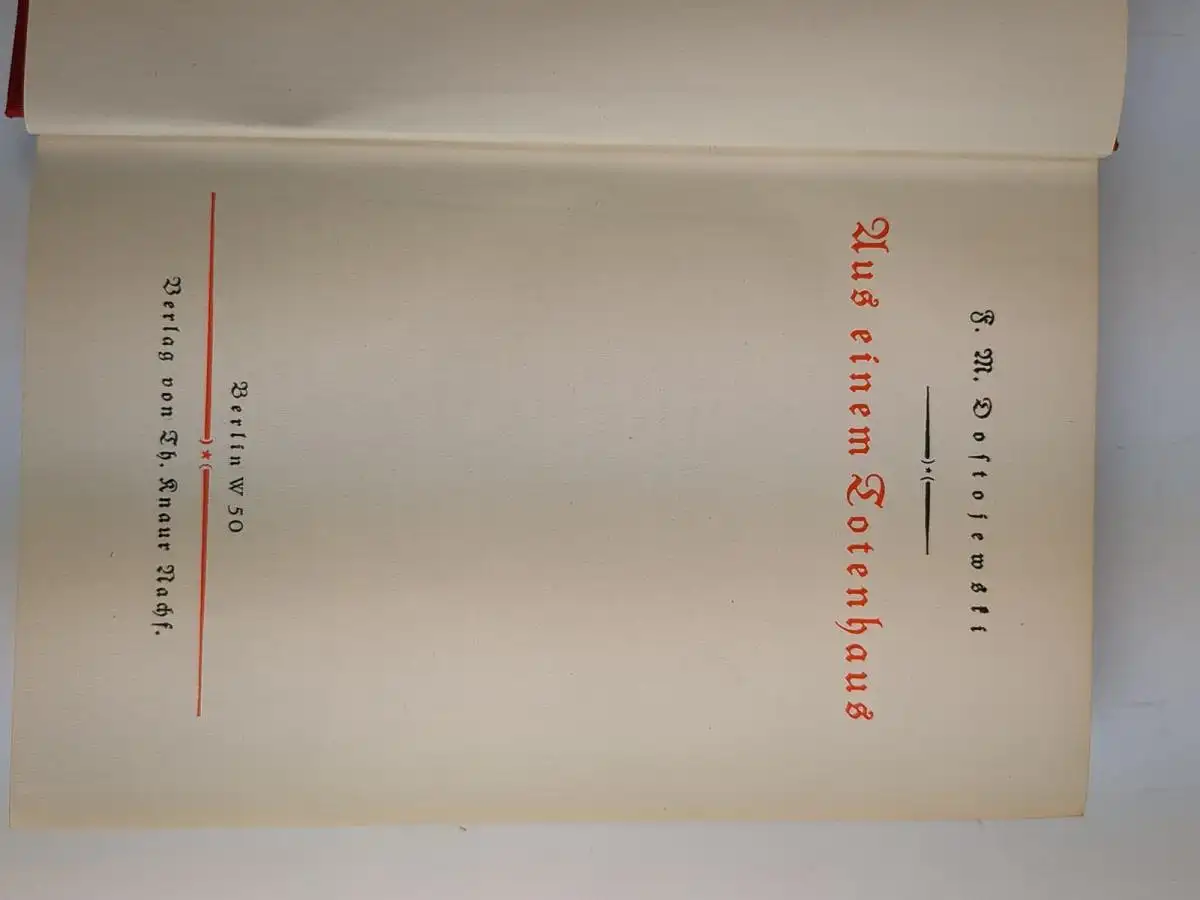 F. M. Dostojewski
Aus einem Totenhaus
Berlin W 50
Verlag von Th. Knaur Nachf.